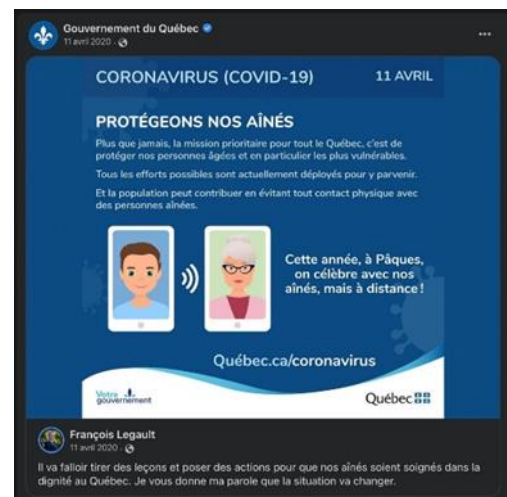 Gouvernement du Québec
11 avril 2020 ·
CORONAVIRUS (COVID-19)
11 AVRIL
PROTÉGEONS NOS AÎNÉS
Plus que jamais, la mission prioritaire pour tout le Québec, c'est de
protéger nos personnes âgées et en particulier les plus vulnérables.
Tous les efforts possibles sont actuellement déployés pour y parvenir.
Et la population peut contribuer en évitant tout contact physique avec
des personnes aînées.
Cette année, à Pâques,
on célèbre avec nos
aînés, mais à distance !
Québec.ca/coronavirus
Votre
gouvernement
Québec
François Legault
11 avril 2020 ·
Il va falloir tirer des leçons et poser des actions pour que nos aînés soient soignés dans la
dignité au Québec. Je vous donne ma parole que la situation va changer.